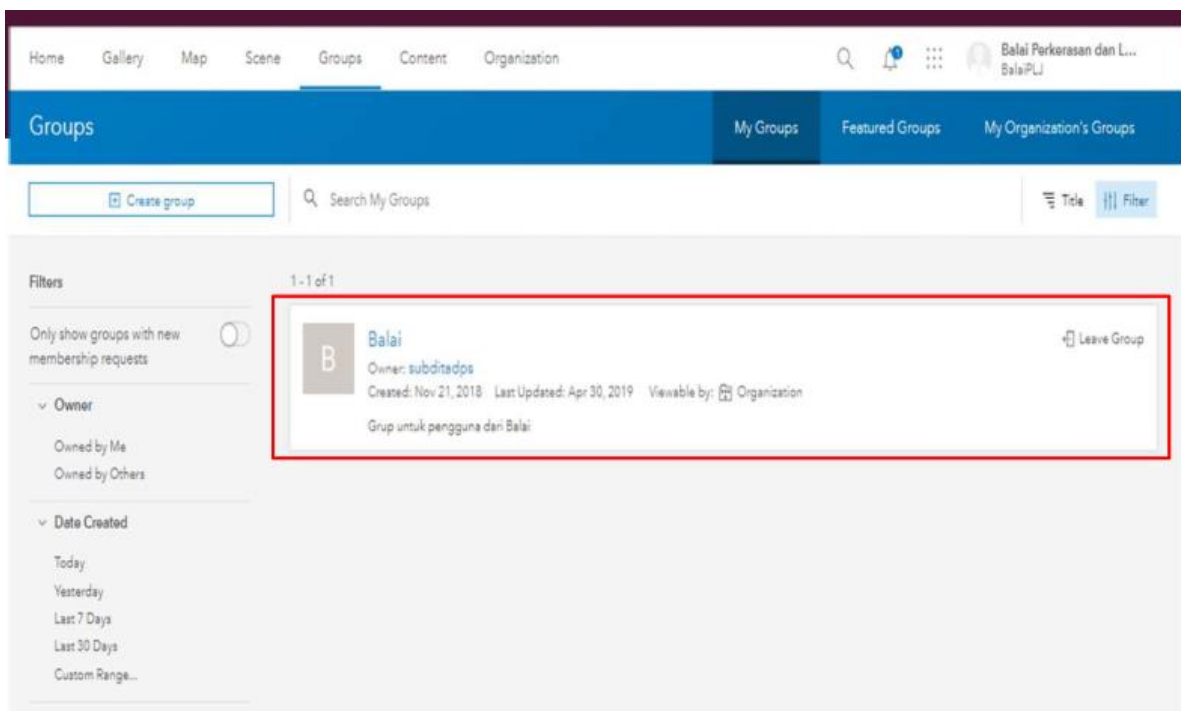 Home Gallery Map Scene Groups Content Organization
1
Balai Perkerasan dan L...
BalaiPLJ
Groups
My Groups Featured Groups My Organization's Groups
Create group
Search My Groups
Title Filter
Filters
1 - 1 of 1
Only show groups with new
membership requests
Owner
Owned by Me
Owned by Others
Date Created
Today
Yesterday
Last 7 Days
Last 30 Days
Custom Range...
B
Balai
Leave Group
Owner: subditadps
Created: Nov 21, 2018 Last Updated: Apr 30, 2019 Viewable by: Organization
Grup untuk pengguna dari Balai